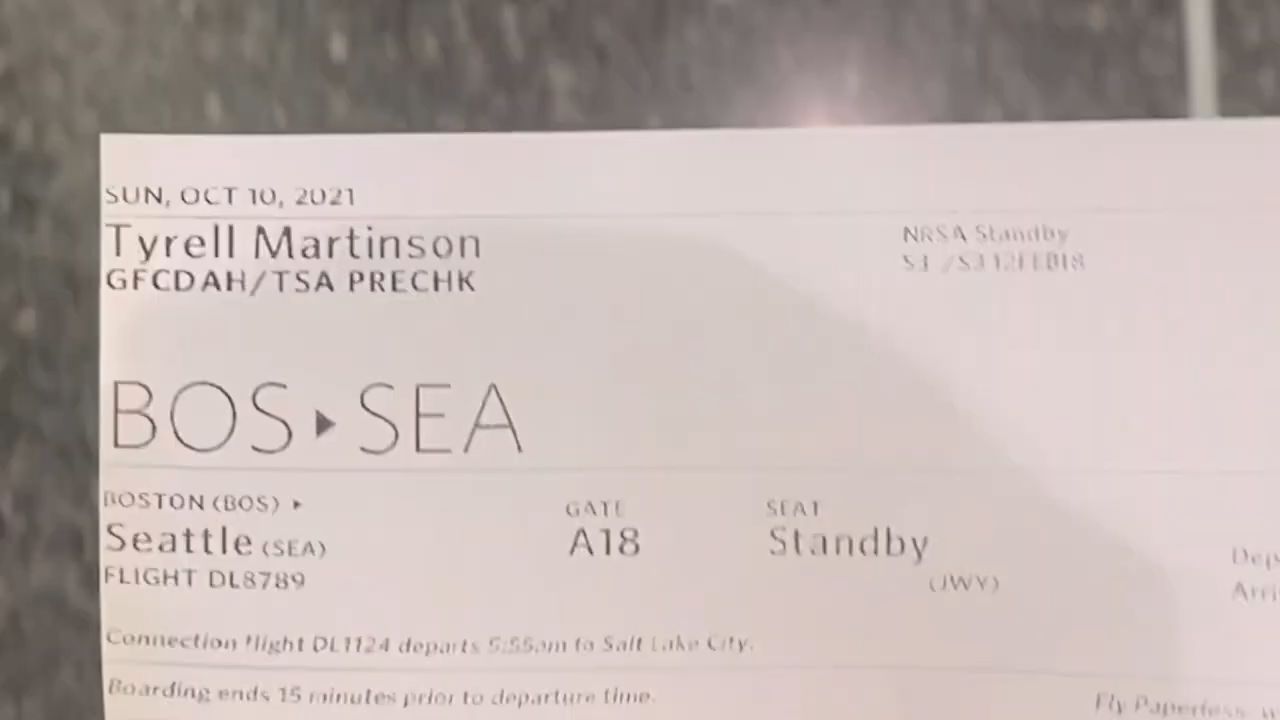 SUN, OCT 10, 2021
Tyrell Martinson
GFCDAH/TSA PRECHK
NRSA Standby
BOS ▸ SEA
BOSTON (BOS) ▸
Seattle (SEA)
FLIGHT DL8789
GATE
A18
SEAT
Standby
(JWY)
Connection flight DL1124 departs 5:55am to Salt Lake City.
Boarding ends 15 minutes prior to departure time.
Fly Paperless